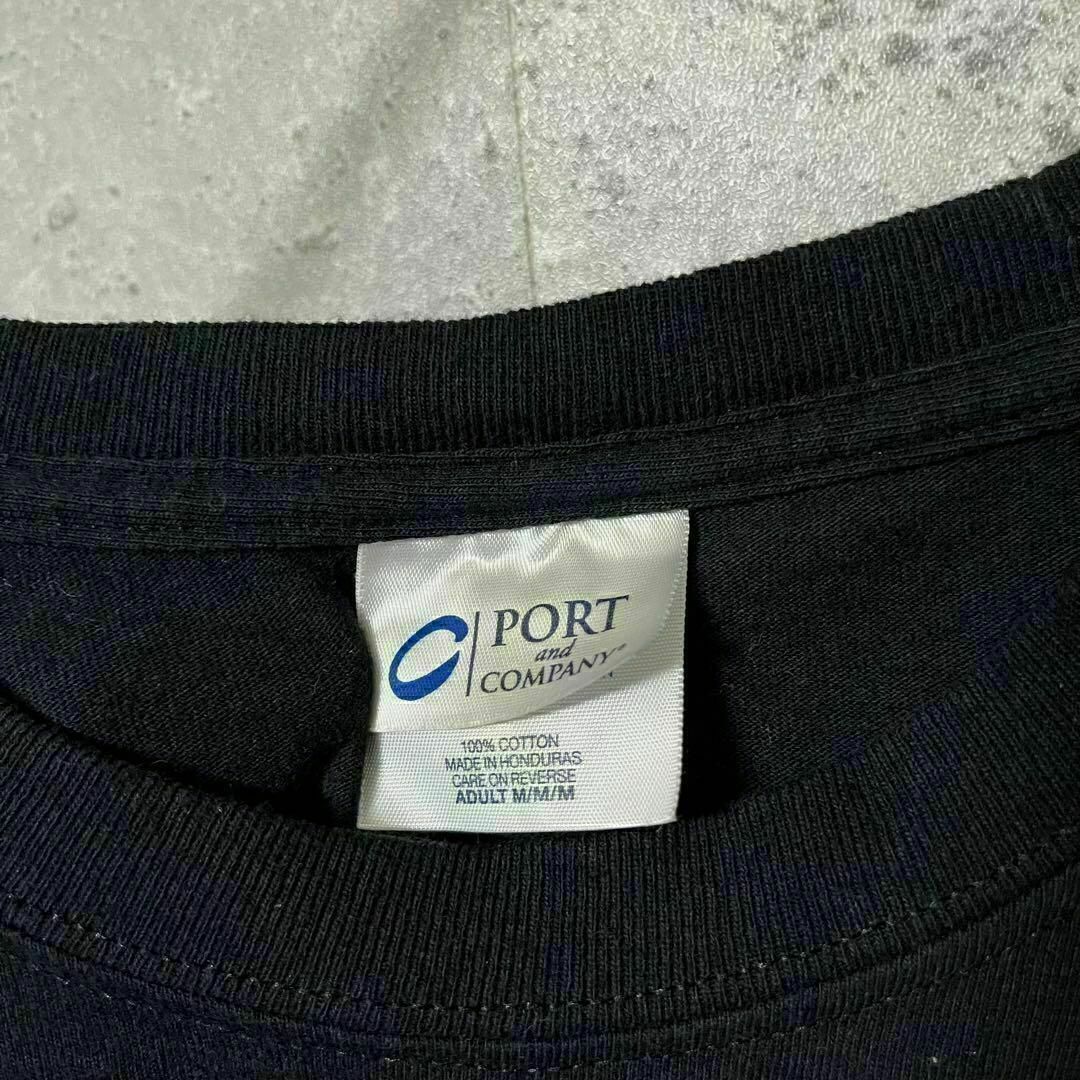 PORT
and
COMPANY®
100% COTTON
MADE IN HONDURAS
CARE ON REVERSE
ADULT M/M/M